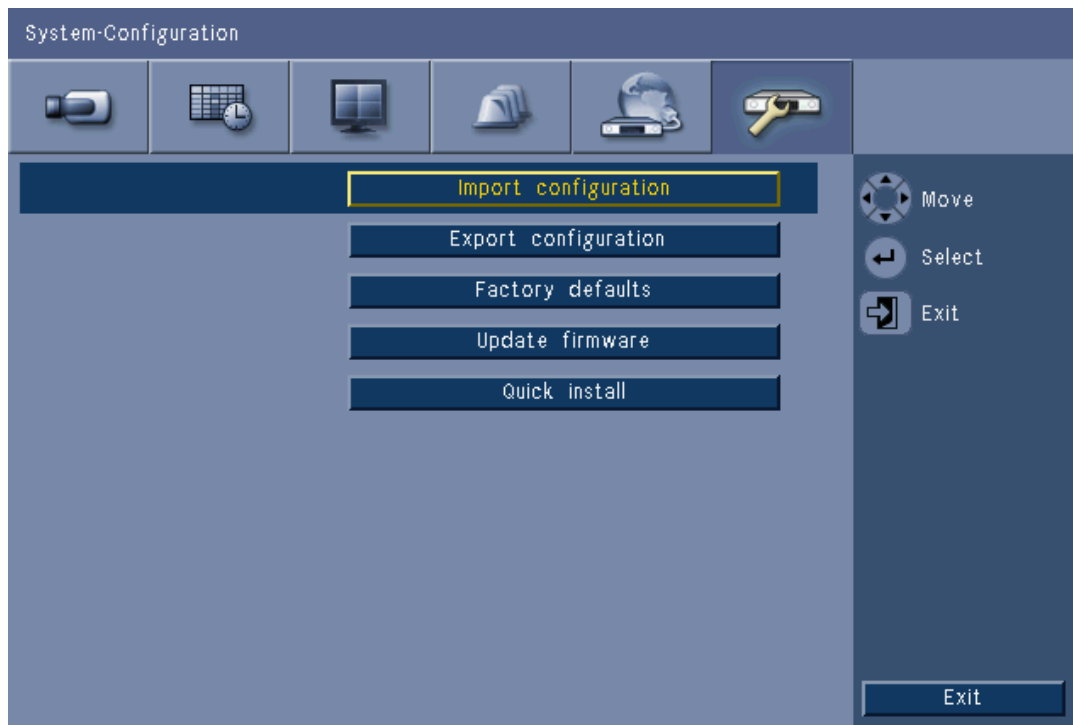 System-Configuration
Import configuration
Export configuration
Factory defaults
Update firmware
Quick install
Move
Select
Exit
Exit